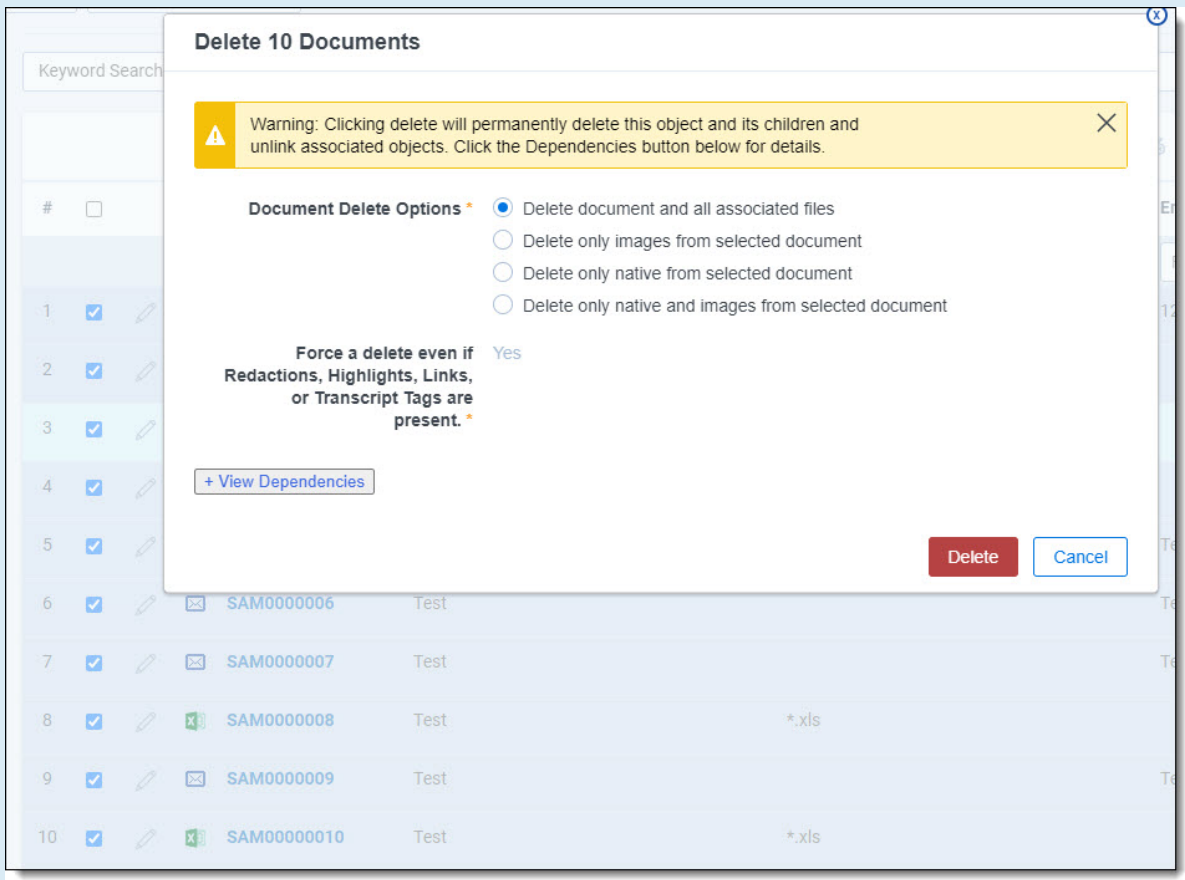 x
Delete 10 Documents
Keyword Search
Warning: Clicking delete will permanently delete this object and its children and
unlink associated objects. Click the Dependencies button below for details.
# Document Delete Options * Delete document and all associated files
Delete only images from selected document
Delete only native from selected document
Delete only native and images from selected document
1
Force a delete even if Yes
Redactions, Highlights, Links,
or Transcript Tags are
present. *
2
3
4
+ View Dependencies
5
Delete Cancel
6 SAM0000006 Test
7 SAM0000007 Test
8 SAM0000008 Test *.xls
9 SAM0000009 Test
10 SAM00000010 Test *.xls